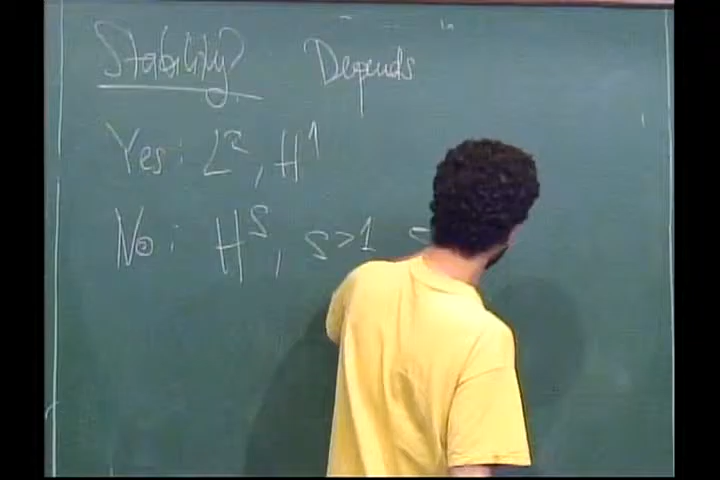 Stability? Depends
Yes: L², H¹
No: Hˢ, s>1